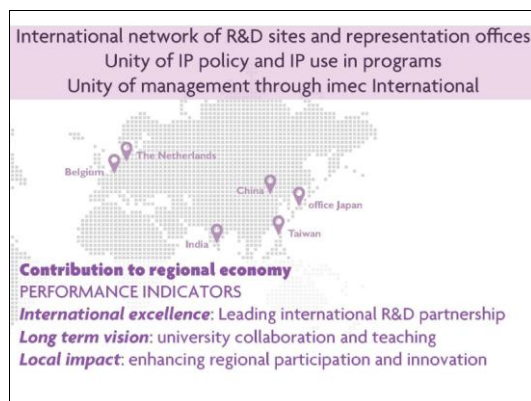 International network of R&D sites and representation offices
Unity of IP policy and IP use in programs
Unity of management through imec International
The Netherlands
Belgium
China
office Japan
Taiwan
India
Contribution to regional economy
PERFORMANCE INDICATORS
International excellence: Leading international R&D partnership
Long term vision: university collaboration and teaching
Local impact: enhancing regional participation and innovation